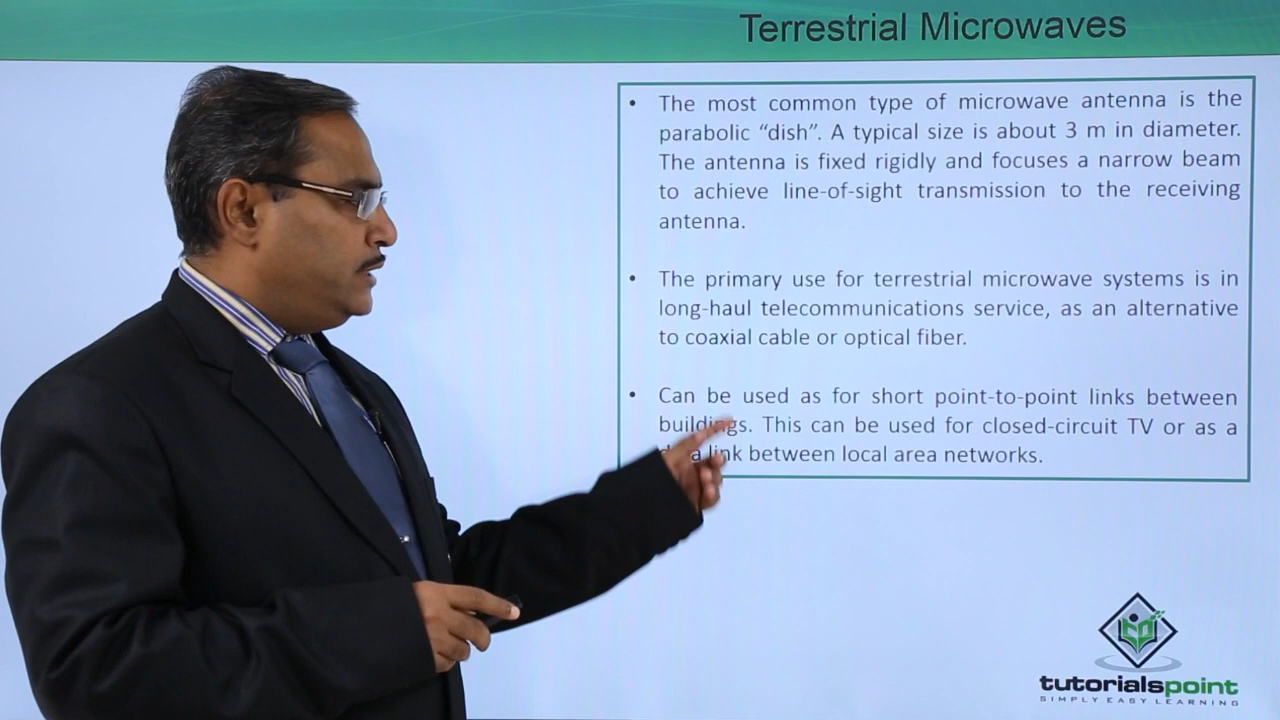 Terrestrial Microwaves
• The most common type of microwave antenna is the
parabolic “dish”. A typical size is about 3 m in diameter.
The antenna is fixed rigidly and focuses a narrow beam
to achieve line-of-sight transmission to the receiving
antenna.
• The primary use for terrestrial microwave systems is in
long-haul telecommunications service, as an alternative
to coaxial cable or optical fiber.
• Can be used as for short point-to-point links between
buildings. This can be used for closed-circuit TV or as a
link between local area networks.
tutorialspoint
SIMPLY EASY LEARNING